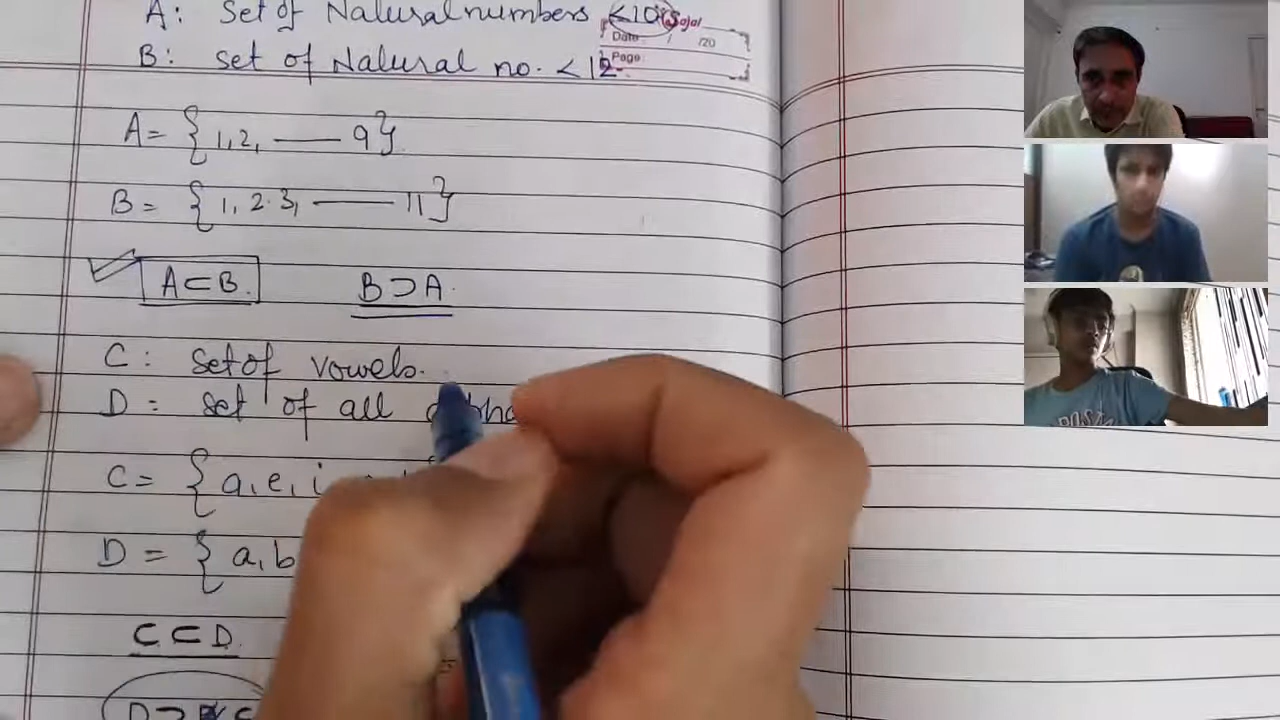 A: Set of Natural numbers <10
Date / /20
B: Set of Natural no. <12
Page:
A= { 1,2, —— 9}
B= { 1, 2. 3, —— 11}
A⊂B. B⊃A.
C: Set of vowels.
D= set of all
C= { a, e, i
D= { a, b
C⊂D.
D⊃ C